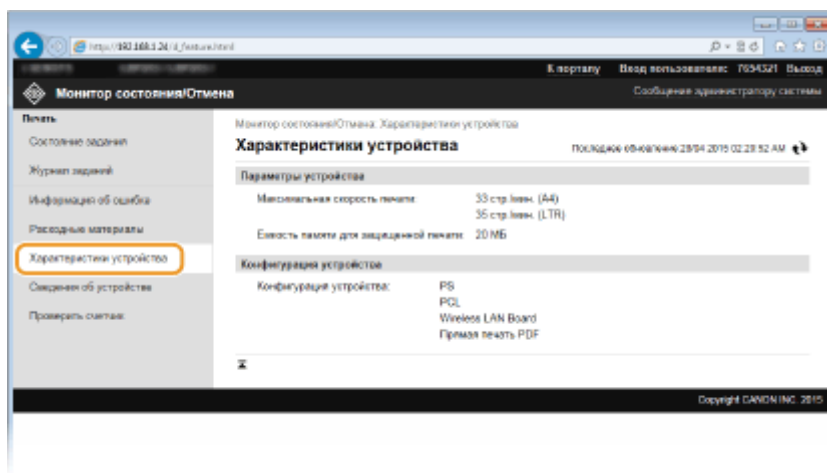 http://192.168.1.24/d_feature.html
К порталу Вход пользователя: 7654321 Выход
Монитор состояния/Отмена
Сообщение администратору системы
Печать
Состояние задания
Журнал заданий
Информация об ошибке
Расходные материалы
Характеристики устройства
Сведения об устройстве
Проверить счетчик
Монитор состояния/Отмена: Характеристики устройства
Характеристики устройства
Последнее обновление: 28/04 2015 02:28:52 AM
Параметры устройства
Максимальная скорость печати: 33 стр./мин. (A4)
35 стр./мин. (LTR)
Емкость памяти для защищенной печати: 20 МБ
Конфигурация устройства
Конфигурация устройства: PS
PCL
Wireless LAN Board
Прямая печать PDF
Copyright CANON INC. 2015